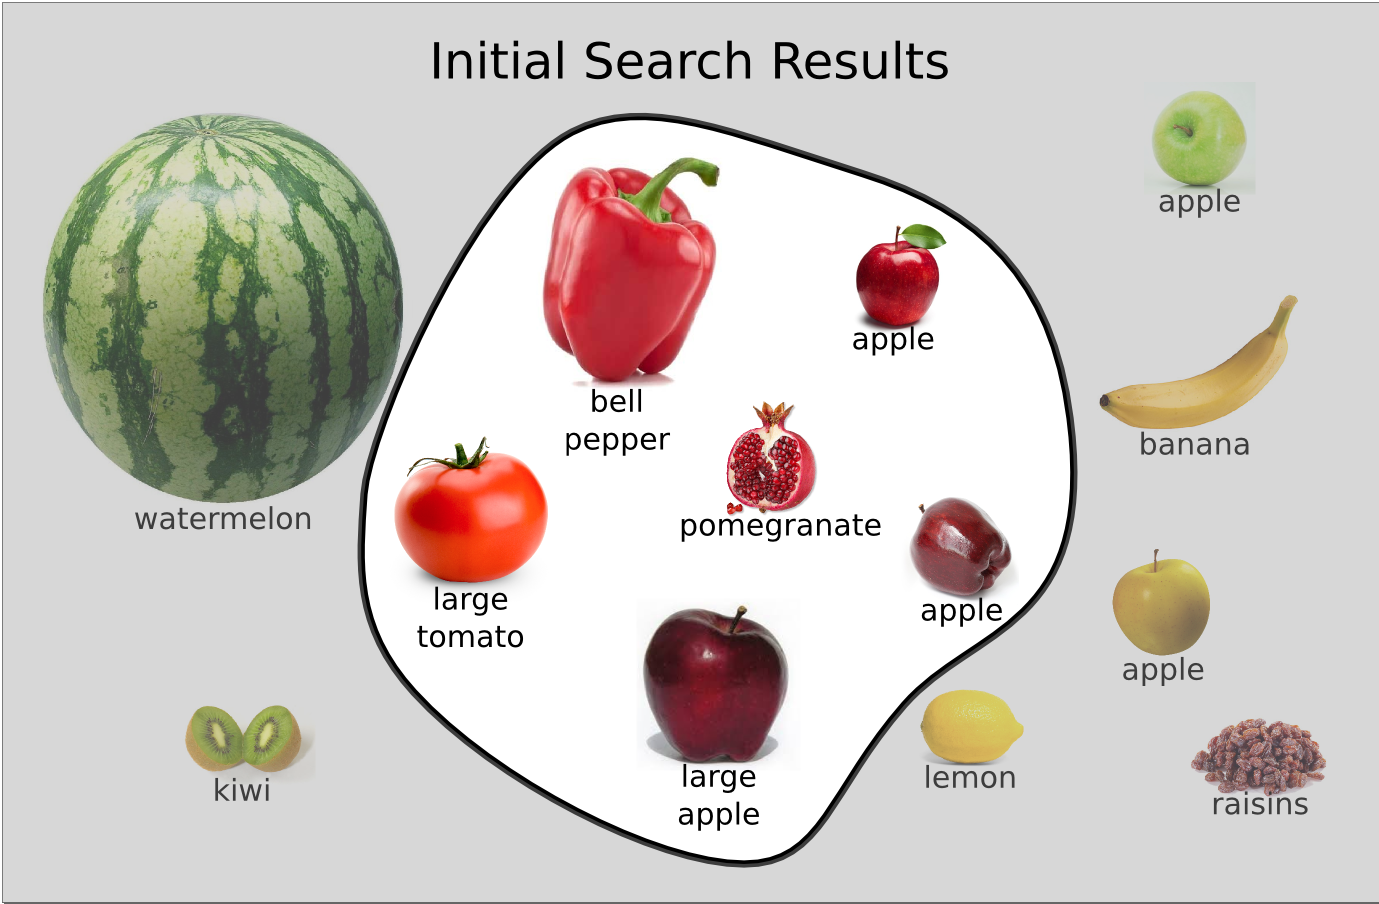 Initial Search Results
apple
apple
bell
pepper
banana
watermelon
pomegranate
large
tomato
apple
apple
large
apple
lemon
kiwi
raisins